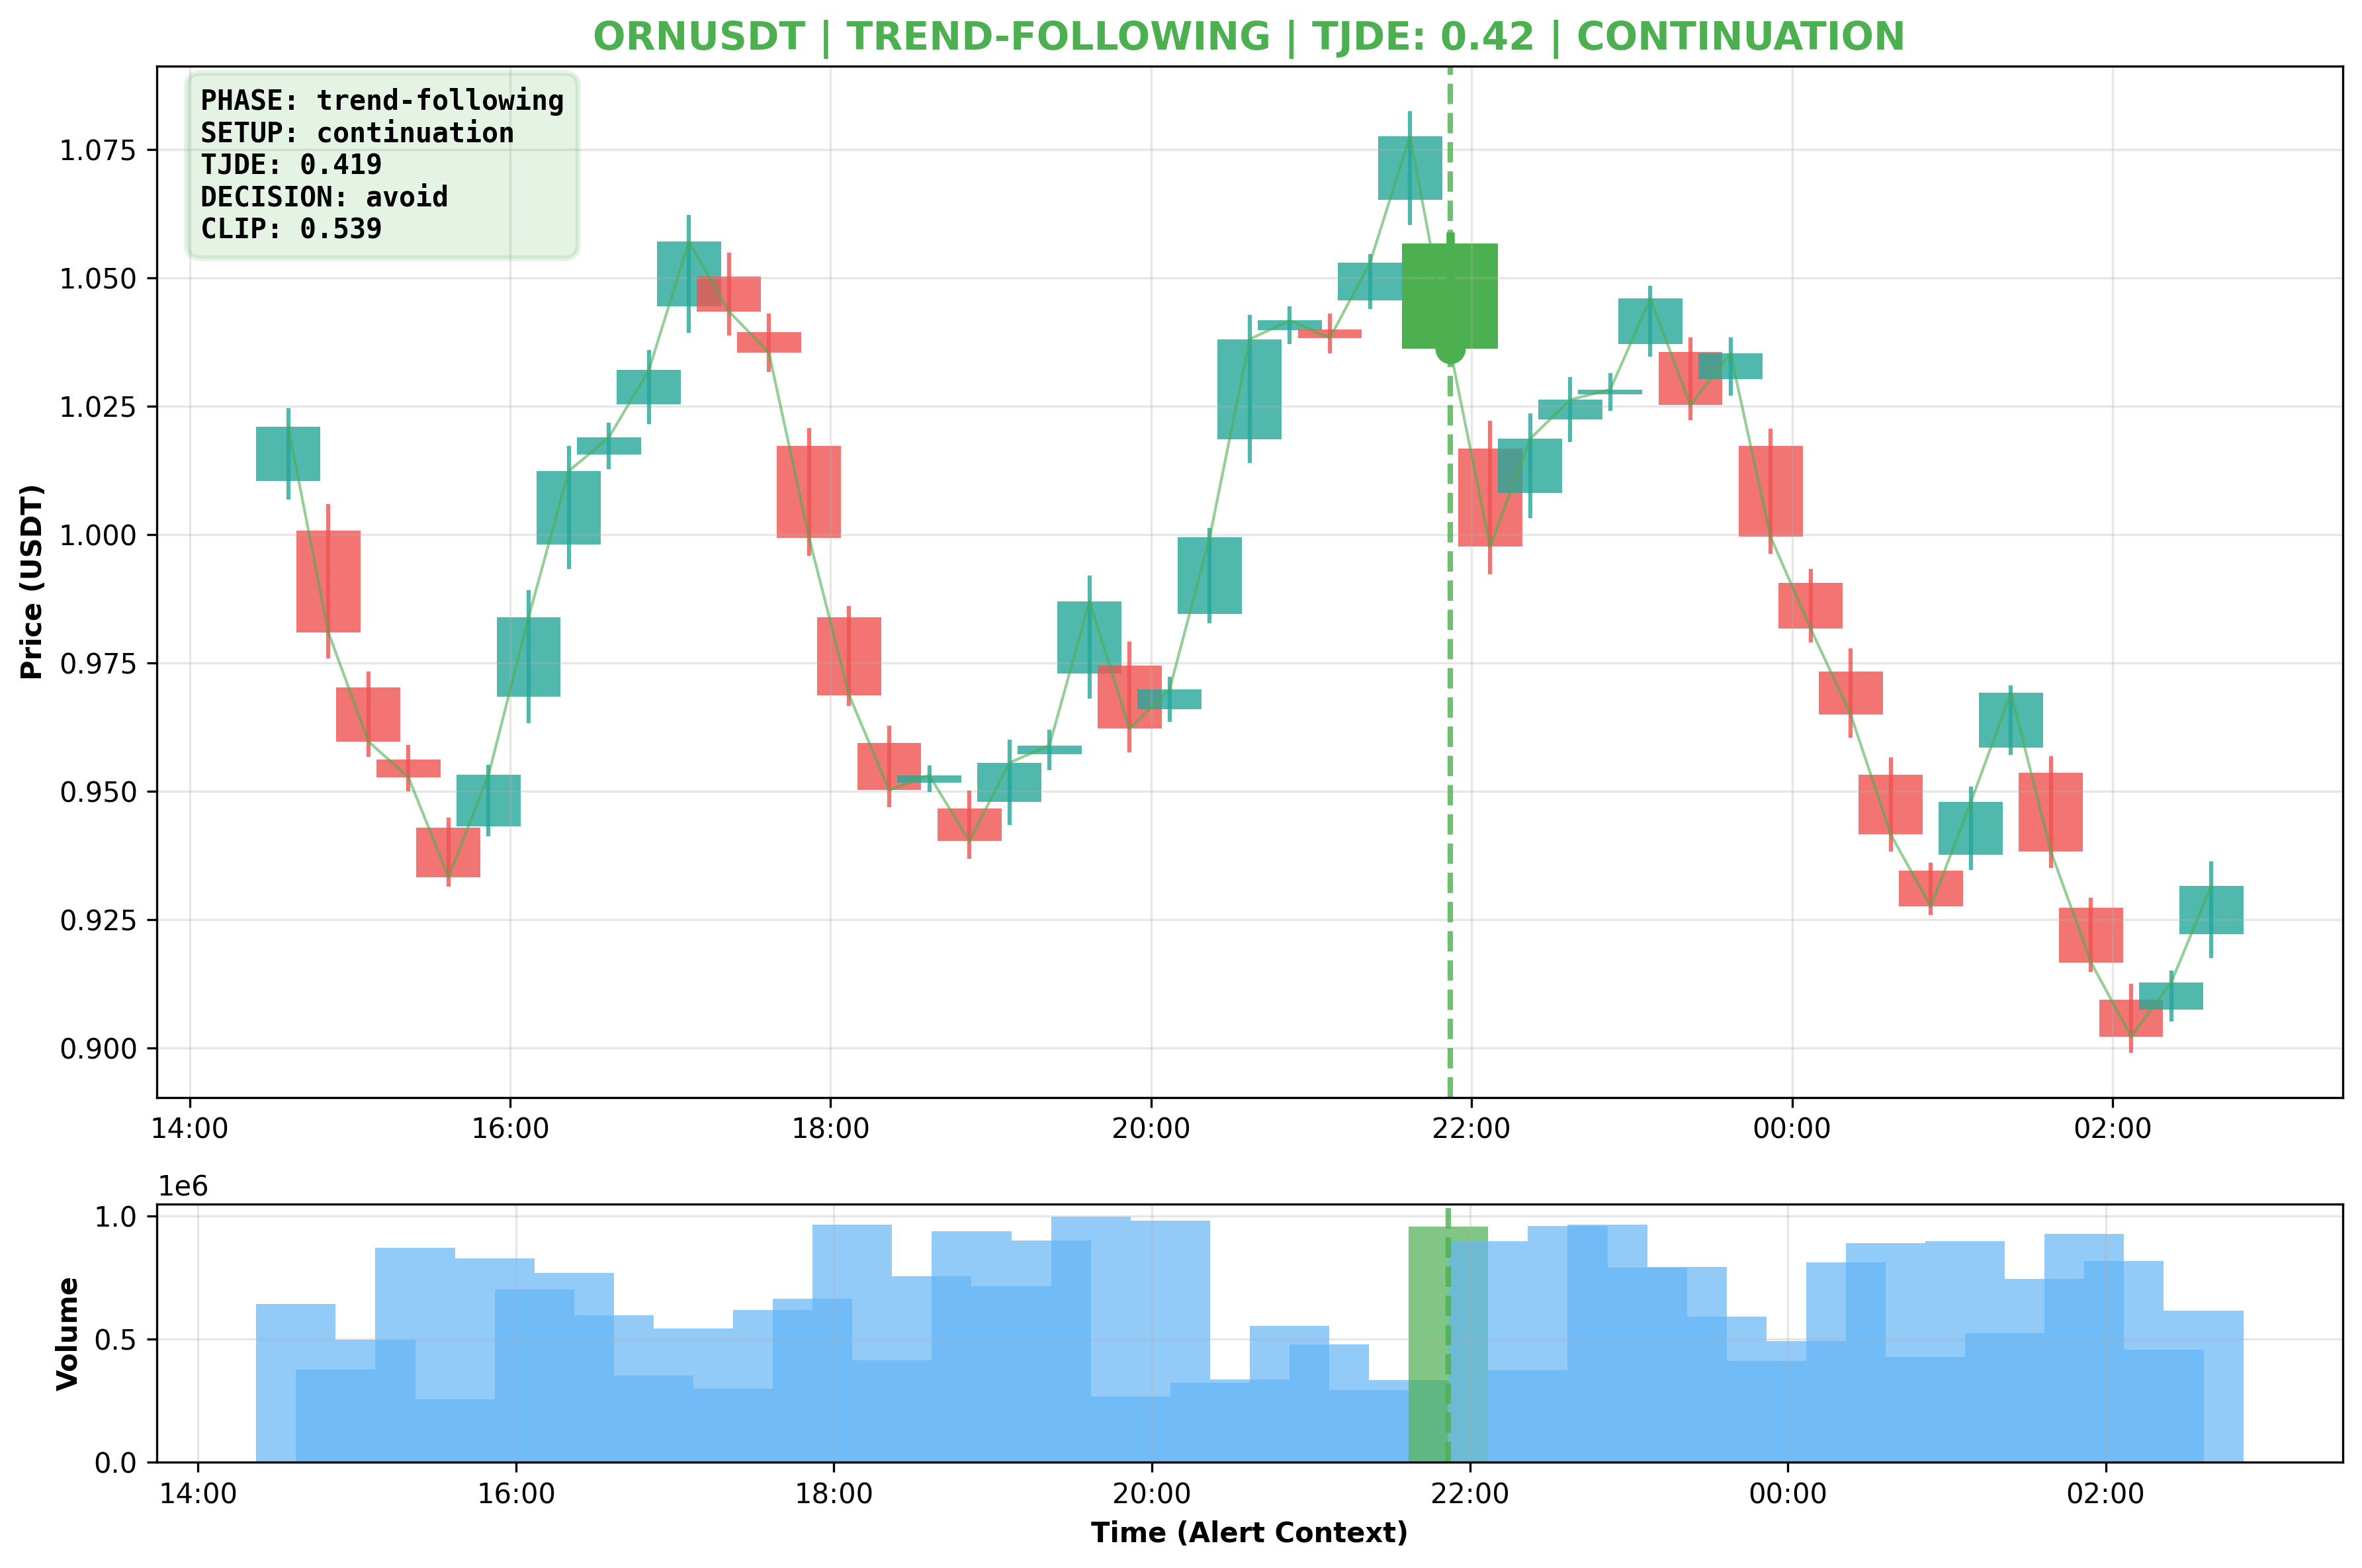 ORNUSDT | TREND-FOLLOWING | TJDE: 0.42 | CONTINUATION
PHASE: trend-following
SETUP: continuation
TJDE: 0.419
DECISION: avoid
CLIP: 0.539
Price (USDT)
1.075
1.050
1.025
1.000
0.975
0.950
0.925
0.900
14:00 16:00 18:00 20:00 22:00 00:00 02:00
1e6
Volume
1.0
0.5
0.0
14:00 16:00 18:00 20:00 22:00 00:00 02:00
Time (Alert Context)